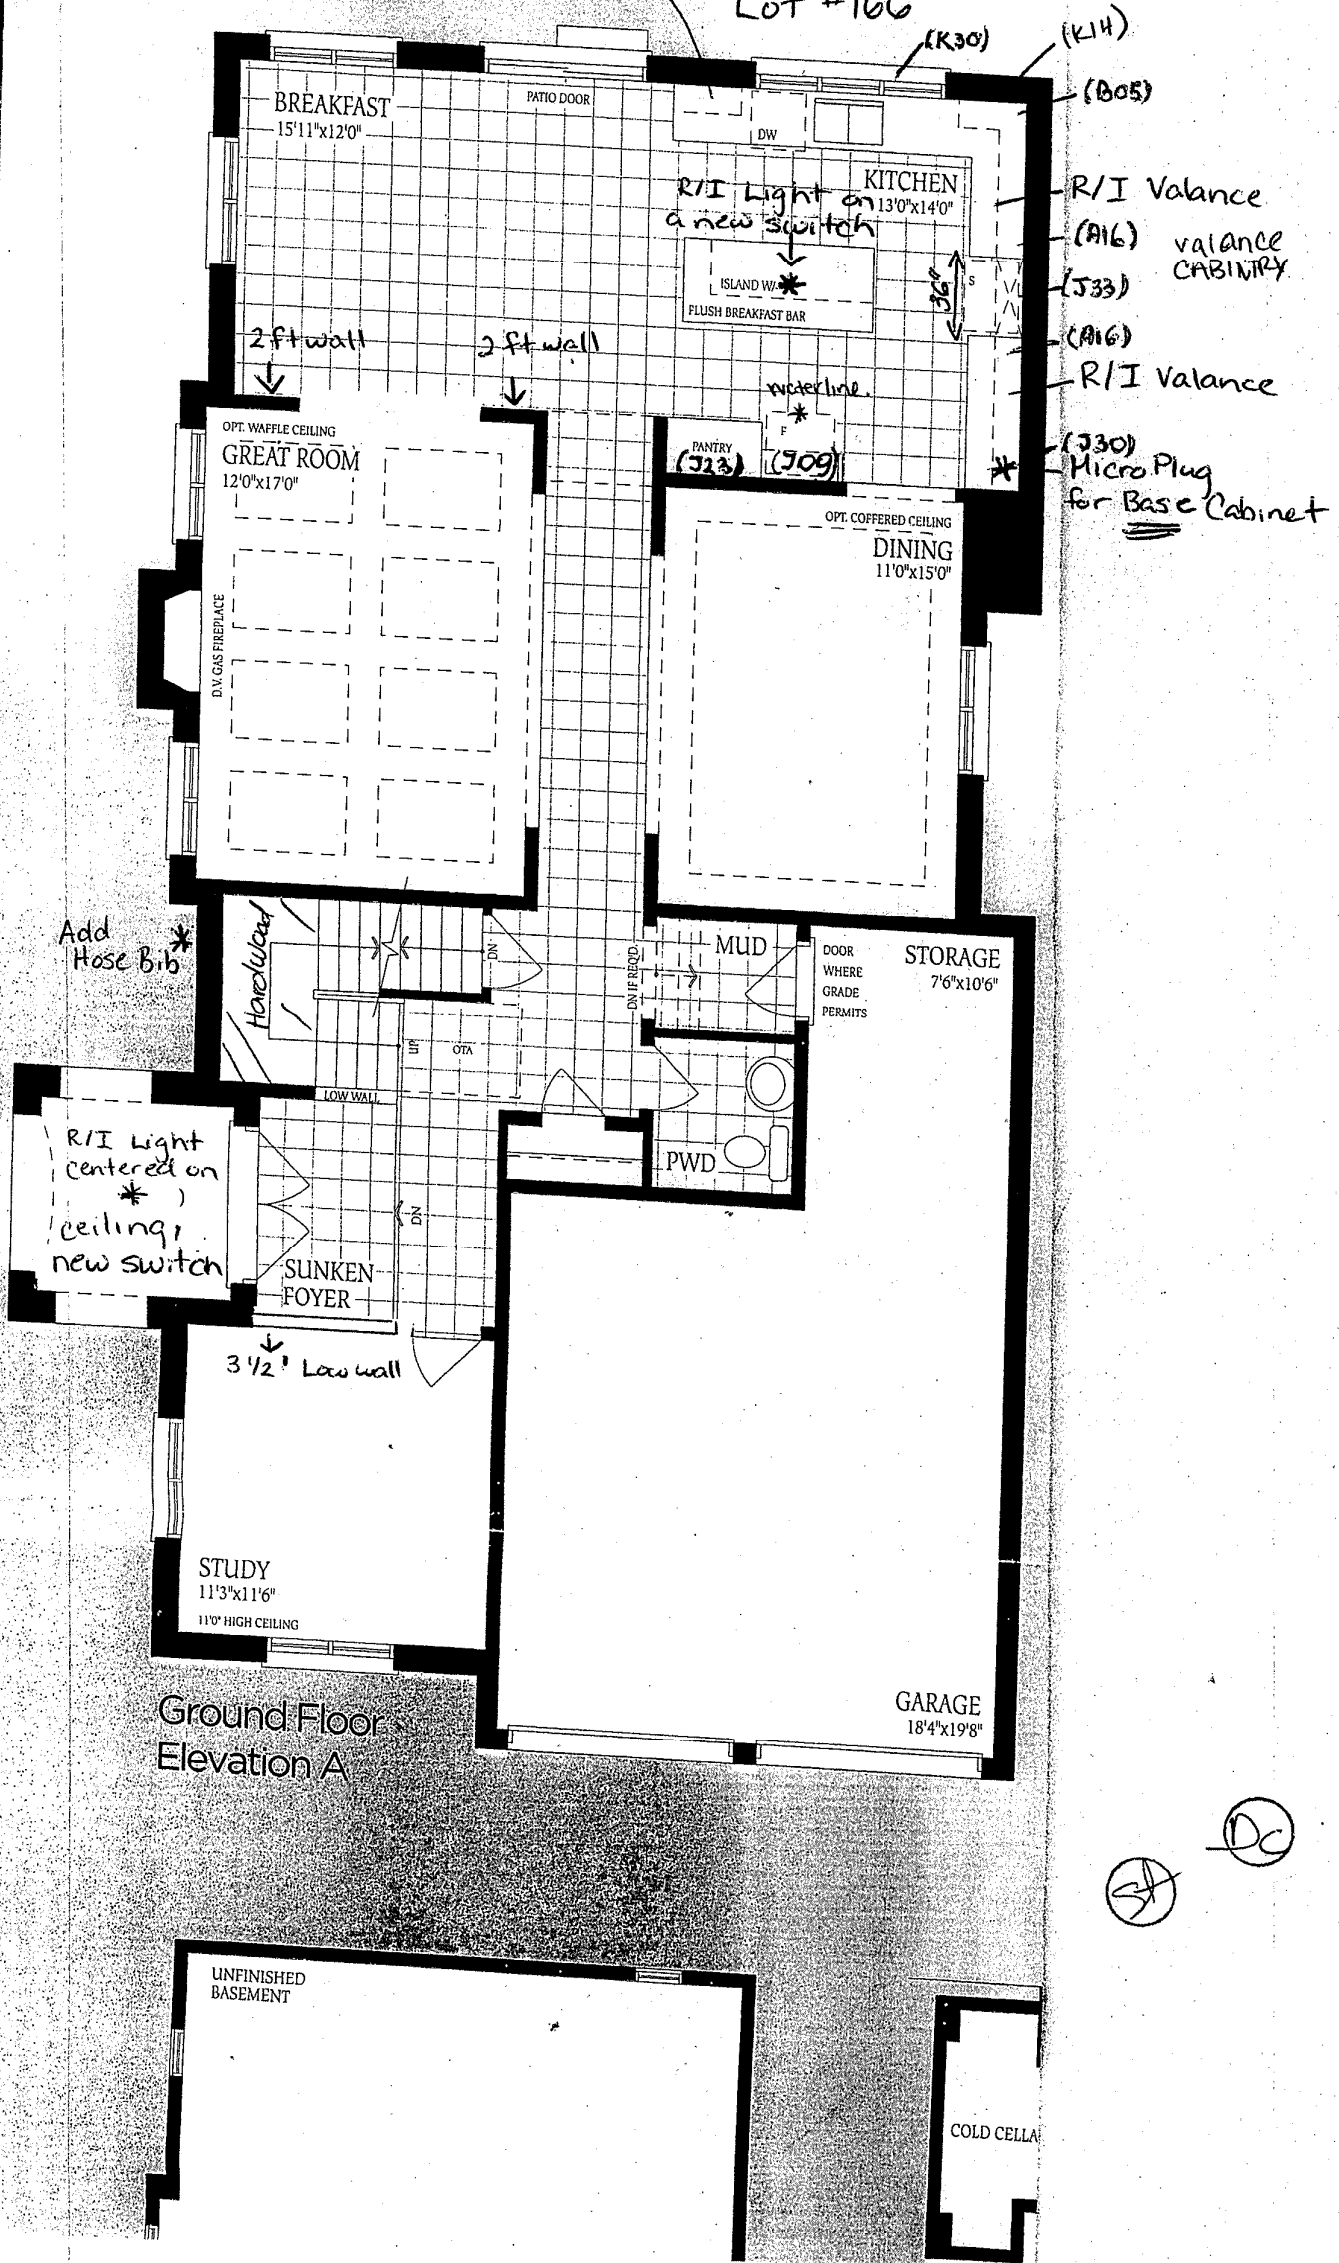 LOT #166
(K30)
(K14)
(B05)
BREAKFAST
15'11"x12'0"
PATIO DOOR
DW
KITCHEN
13'0"x14'0"
R/I Light on
a new switch
R/I Valance
(A16) valance
CABINTRY
ISLAND W/
FLUSH BREAKFAST BAR
36"
S
(J33)
(A16)
R/I Valance
2 ft wall
2 ft wall
waterline.
F
PANTRY
(J23)
(J09)
(J30)
Micro Plug
for Base Cabinet
OPT. WAFFLE CEILING
GREAT ROOM
12'0"x17'0"
D.V. GAS FIREPLACE
OPT. COFFERED CEILING
DINING
11'0"x15'0"
Add
Hose Bib
Hardwood
DN
DN IF REQ'D.
MUD
DOOR
WHERE
GRADE
PERMITS
STORAGE
7'6"x10'6"
UP
OTA
LOW WALL
R/I Light
centered on
ceiling,
new switch
PWD
DN
SUNKEN
FOYER
3 1/2' Low wall
STUDY
11'3"x11'6"
11'0" HIGH CEILING
GARAGE
18'4"x19'8"
Ground Floor
Elevation A
DC
UNFINISHED
BASEMENT
COLD CELLA